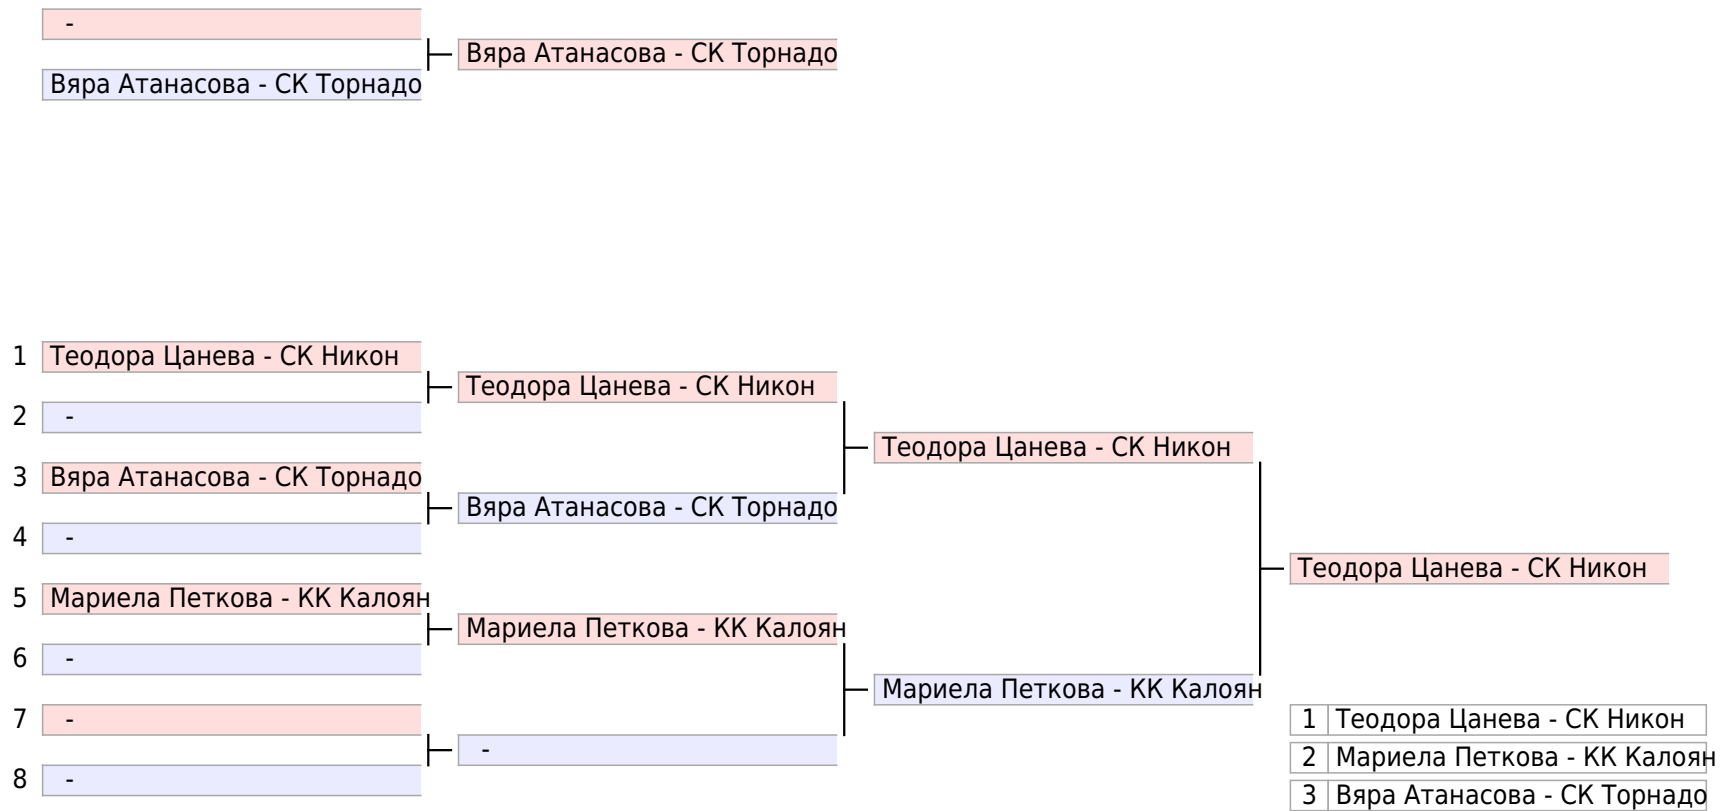 -
Вяра Атанасова - СК Торнадо
Вяра Атанасова - СК Торнадо
1 Теодора Цанева - СК Никон
Теодора Цанева - СК Никон
2 -
Теодора Цанева - СК Никон
3 Вяра Атанасова - СК Торнадо
Вяра Атанасова - СК Торнадо
4 -
Теодора Цанева - СК Никон
5 Мариела Петкова - КК Калоян
Мариела Петкова - КК Калоян
6 -
Мариела Петкова - КК Калоян
7 -
-
8 -
1 Теодора Цанева - СК Никон
2 Мариела Петкова - КК Калоян
3 Вяра Атанасова - СК Торнадо